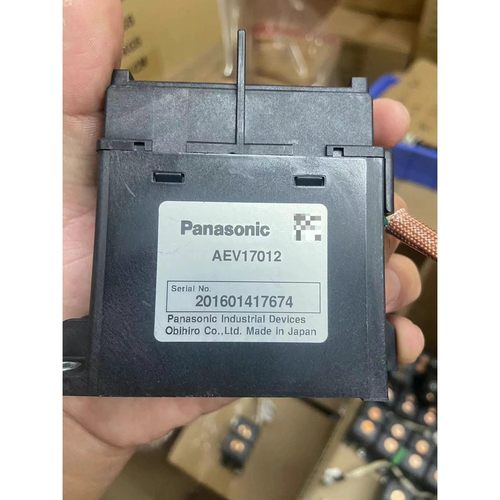 Panasonic
AEV17012
Serial No.
201601417674
Panasonic Industrial Devices
Obihiro Co.,Ltd. Made in Japan